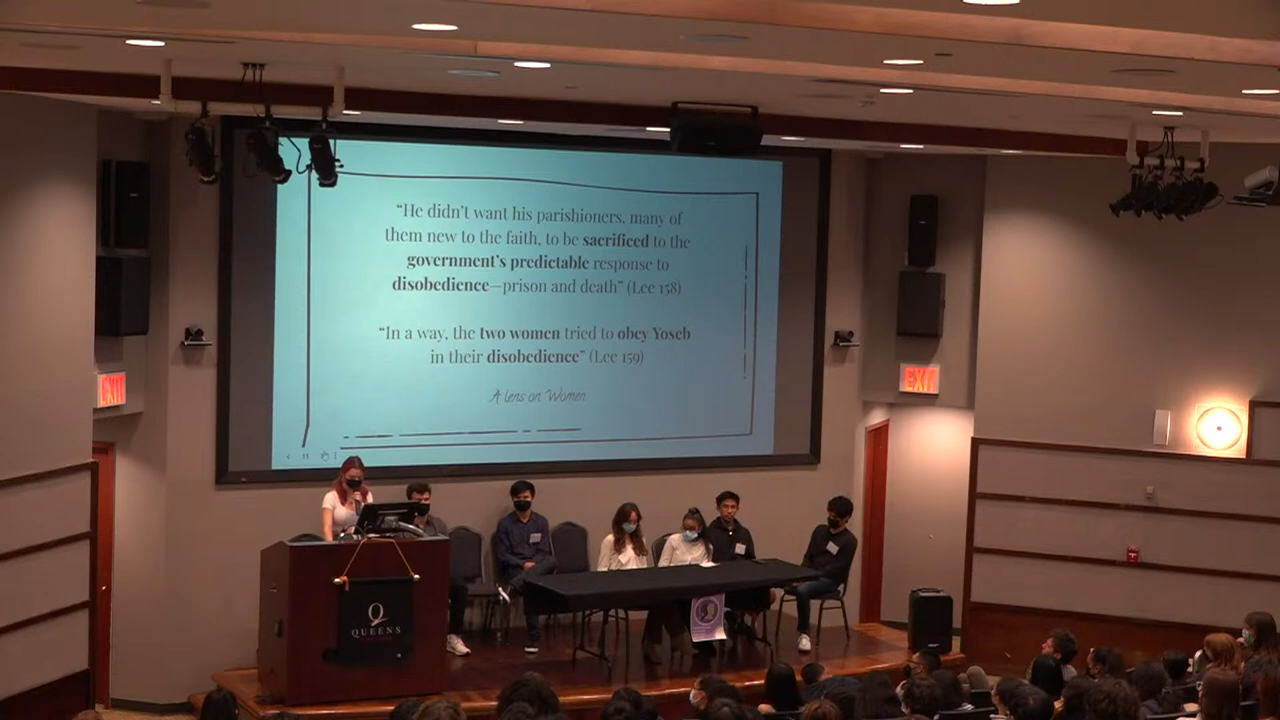 “He didn’t want his parishioners, many of
them new to the faith, to be sacrificed to the
government’s predictable response to
disobedience—prison and death” (Lee 158)
“In a way, the two women tried to obey Yoseb
in their disobedience” (Lee 159)
A lens on Women
EXIT
EXIT
11
Q
QUEENS